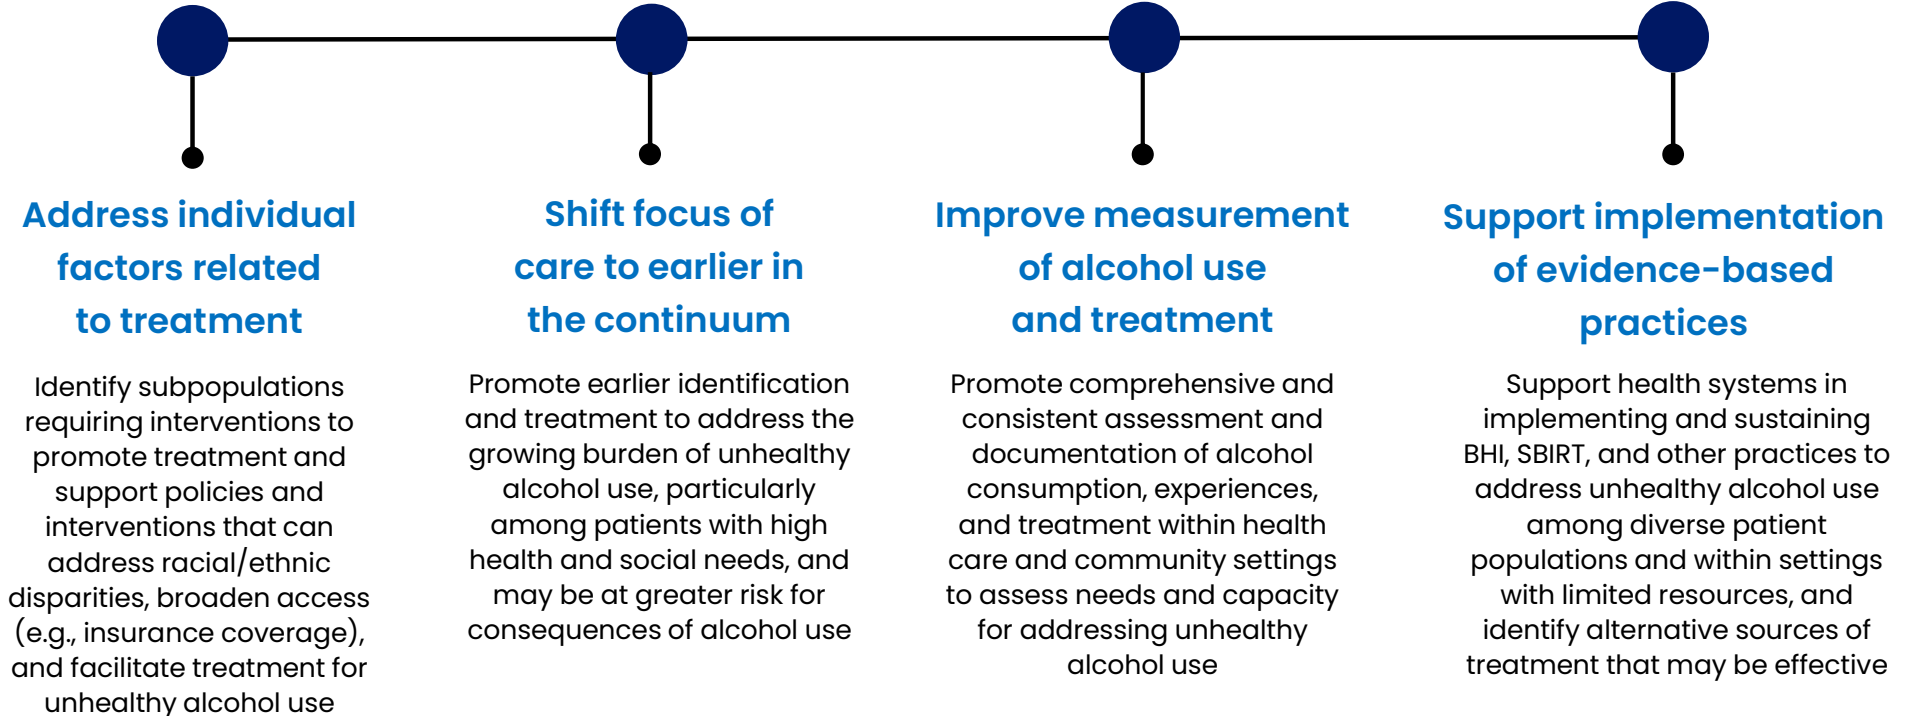 Address individual
factors related
to treatment
Identify subpopulations
requiring interventions to
promote treatment and
support policies and
interventions that can
address racial/ethnic
disparities, broaden access
(e.g., insurance coverage),
and facilitate treatment for
unhealthy alcohol use
Shift focus of
care to earlier in
the continuum
Promote earlier identification
and treatment to address the
growing burden of unhealthy
alcohol use, particularly
among patients with high
health and social needs, and
may be at greater risk for
consequences of alcohol use
Improve measurement
of alcohol use
and treatment
Promote comprehensive and
consistent assessment and
documentation of alcohol
consumption, experiences,
and treatment within health
care and community settings
to assess needs and capacity
for addressing unhealthy
alcohol use
Support implementation
of evidence-based
practices
Support health systems in
implementing and sustaining
BHI, SBIRT, and other practices to
address unhealthy alcohol use
among diverse patient
populations and within settings
with limited resources, and
identify alternative sources of
treatment that may be effective